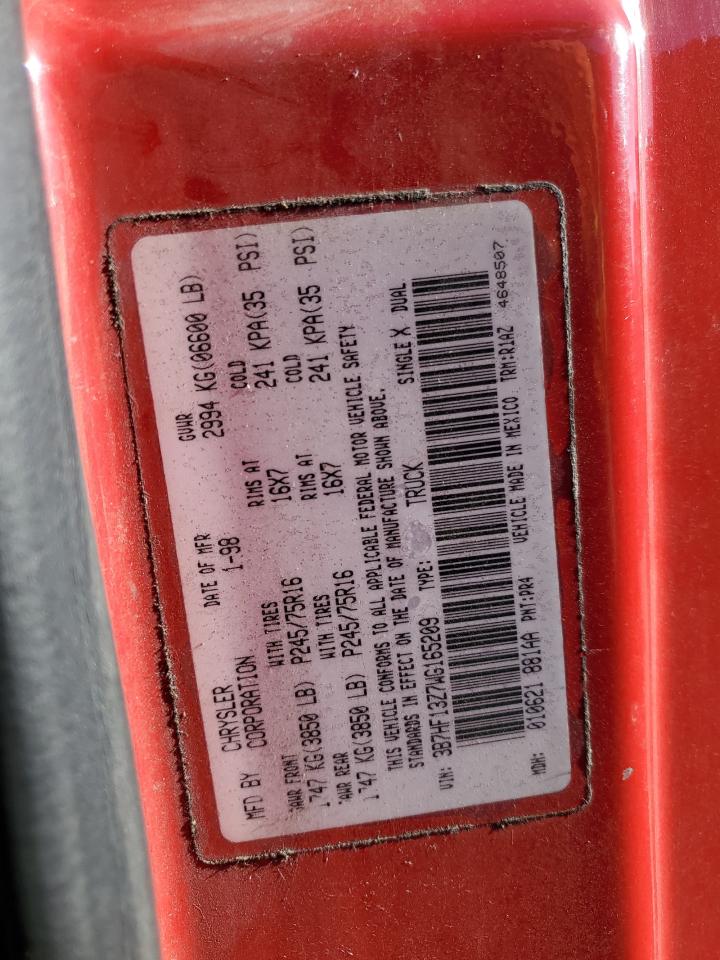 MFD BY CHRYSLER CORPORATION DATE OF MFR 1-98 GVWR 2994 KG(06600 LB)
GAWR FRONT WITH TIRES RIMS AT COLD
1747 KG(3850 LB) P245/75R16 16X7 241 KPA(35 PSI)
GAWR REAR WITH TIRES RIMS AT COLD
1747 KG(3850 LB) P245/75R16 16X7 241 KPA(35 PSI)
THIS VEHICLE CONFORMS TO ALL APPLICABLE FEDERAL MOTOR VEHICLE SAFETY
STANDARDS IN EFFECT ON THE DATE OF MANUFACTURE SHOWN ABOVE.
VIN: 3B7HF13Z7WG165209 TYPE: TRUCK SINGLE X DUAL
MDH: 010621 881AA PNT:PR4 VEHICLE MADE IN MEXICO TRM:R1AZ 4648507